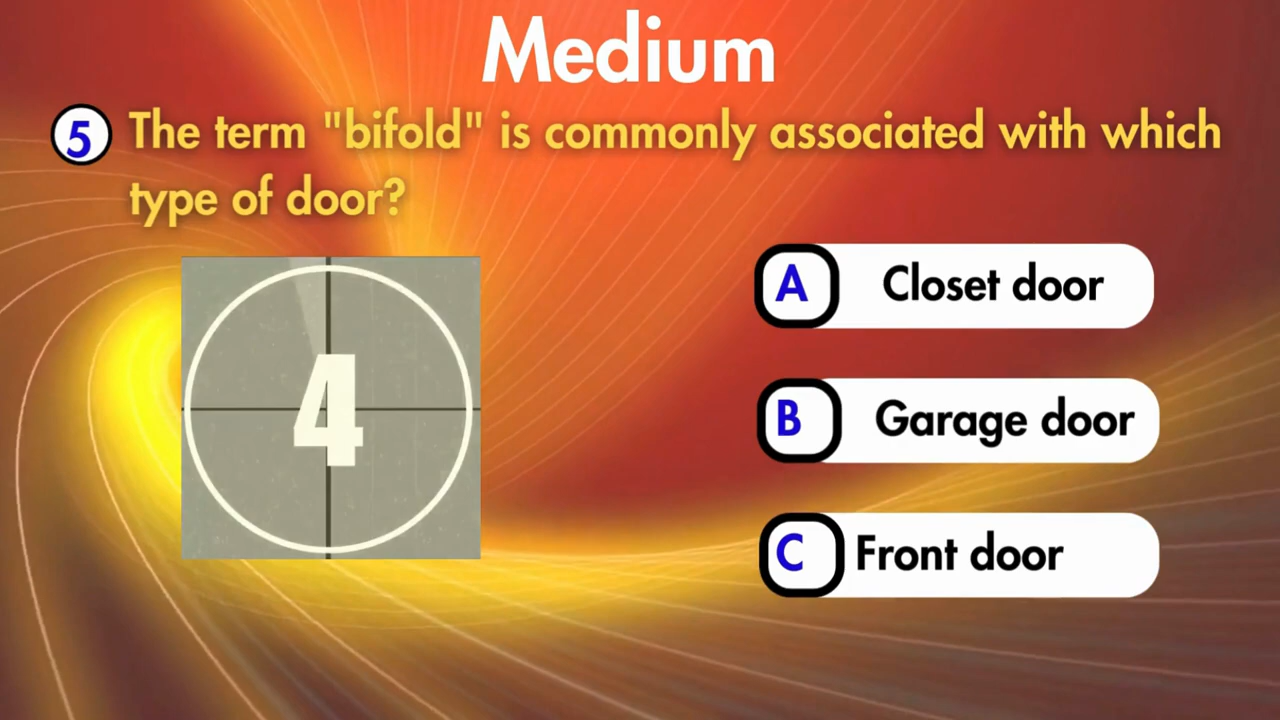 Medium
5 The term "bifold" is commonly associated with which
type of door?
4
A Closet door
B Garage door
C Front door